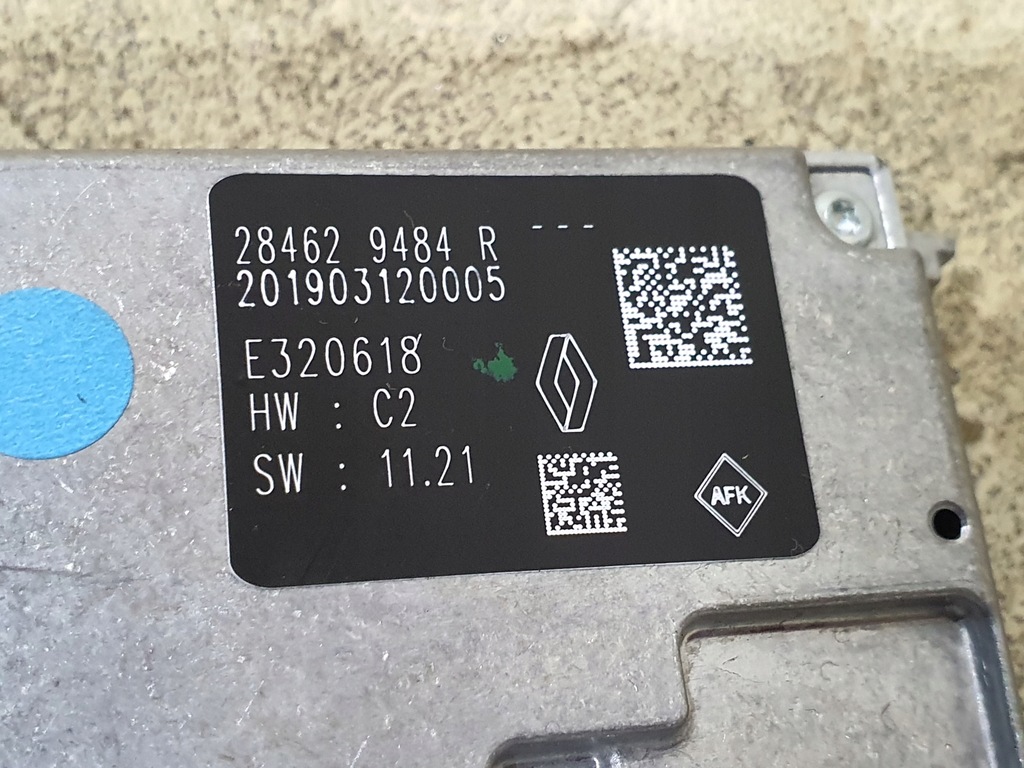 28462 9484 R ---
201903120005
E320618
HW : C2
SW : 11.21
AFK